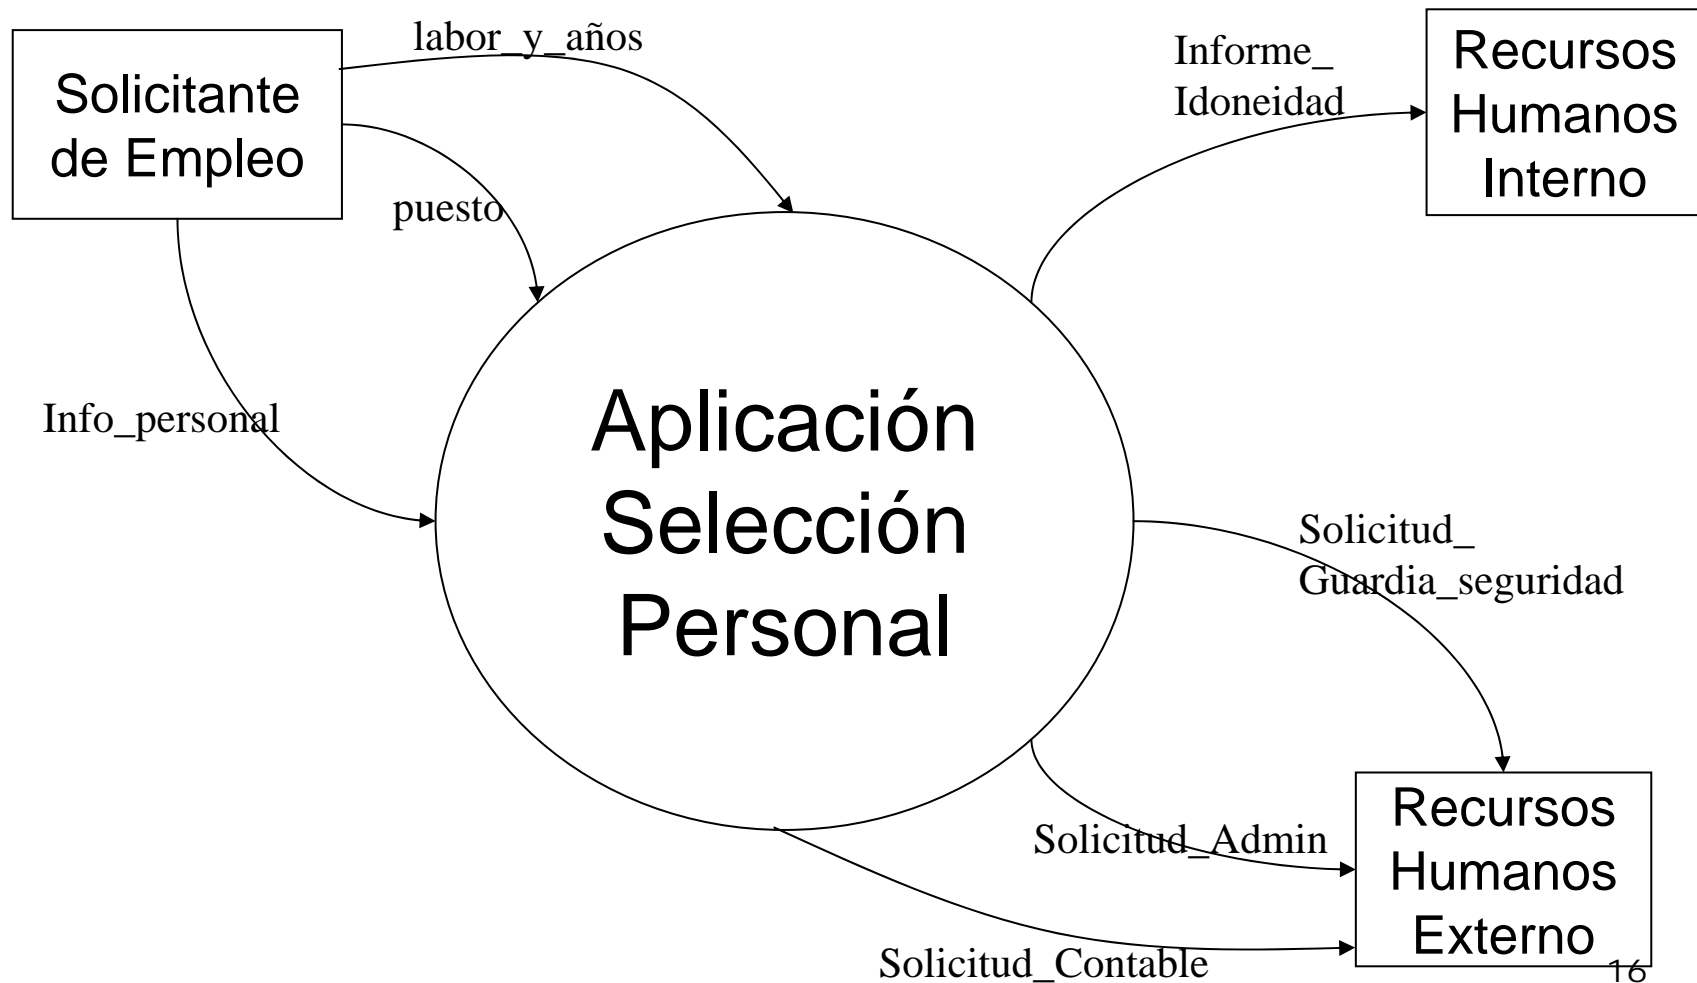 Solicitante
de Empleo
labor_y_años
puesto
Info_personal
Aplicación
Selección
Personal
Informe_
Idoneidad
Recursos
Humanos
Interno
Solicitud_
Guardia_seguridad
Solicitud_Admin
Solicitud_Contable
Recursos
Humanos
Externo
16